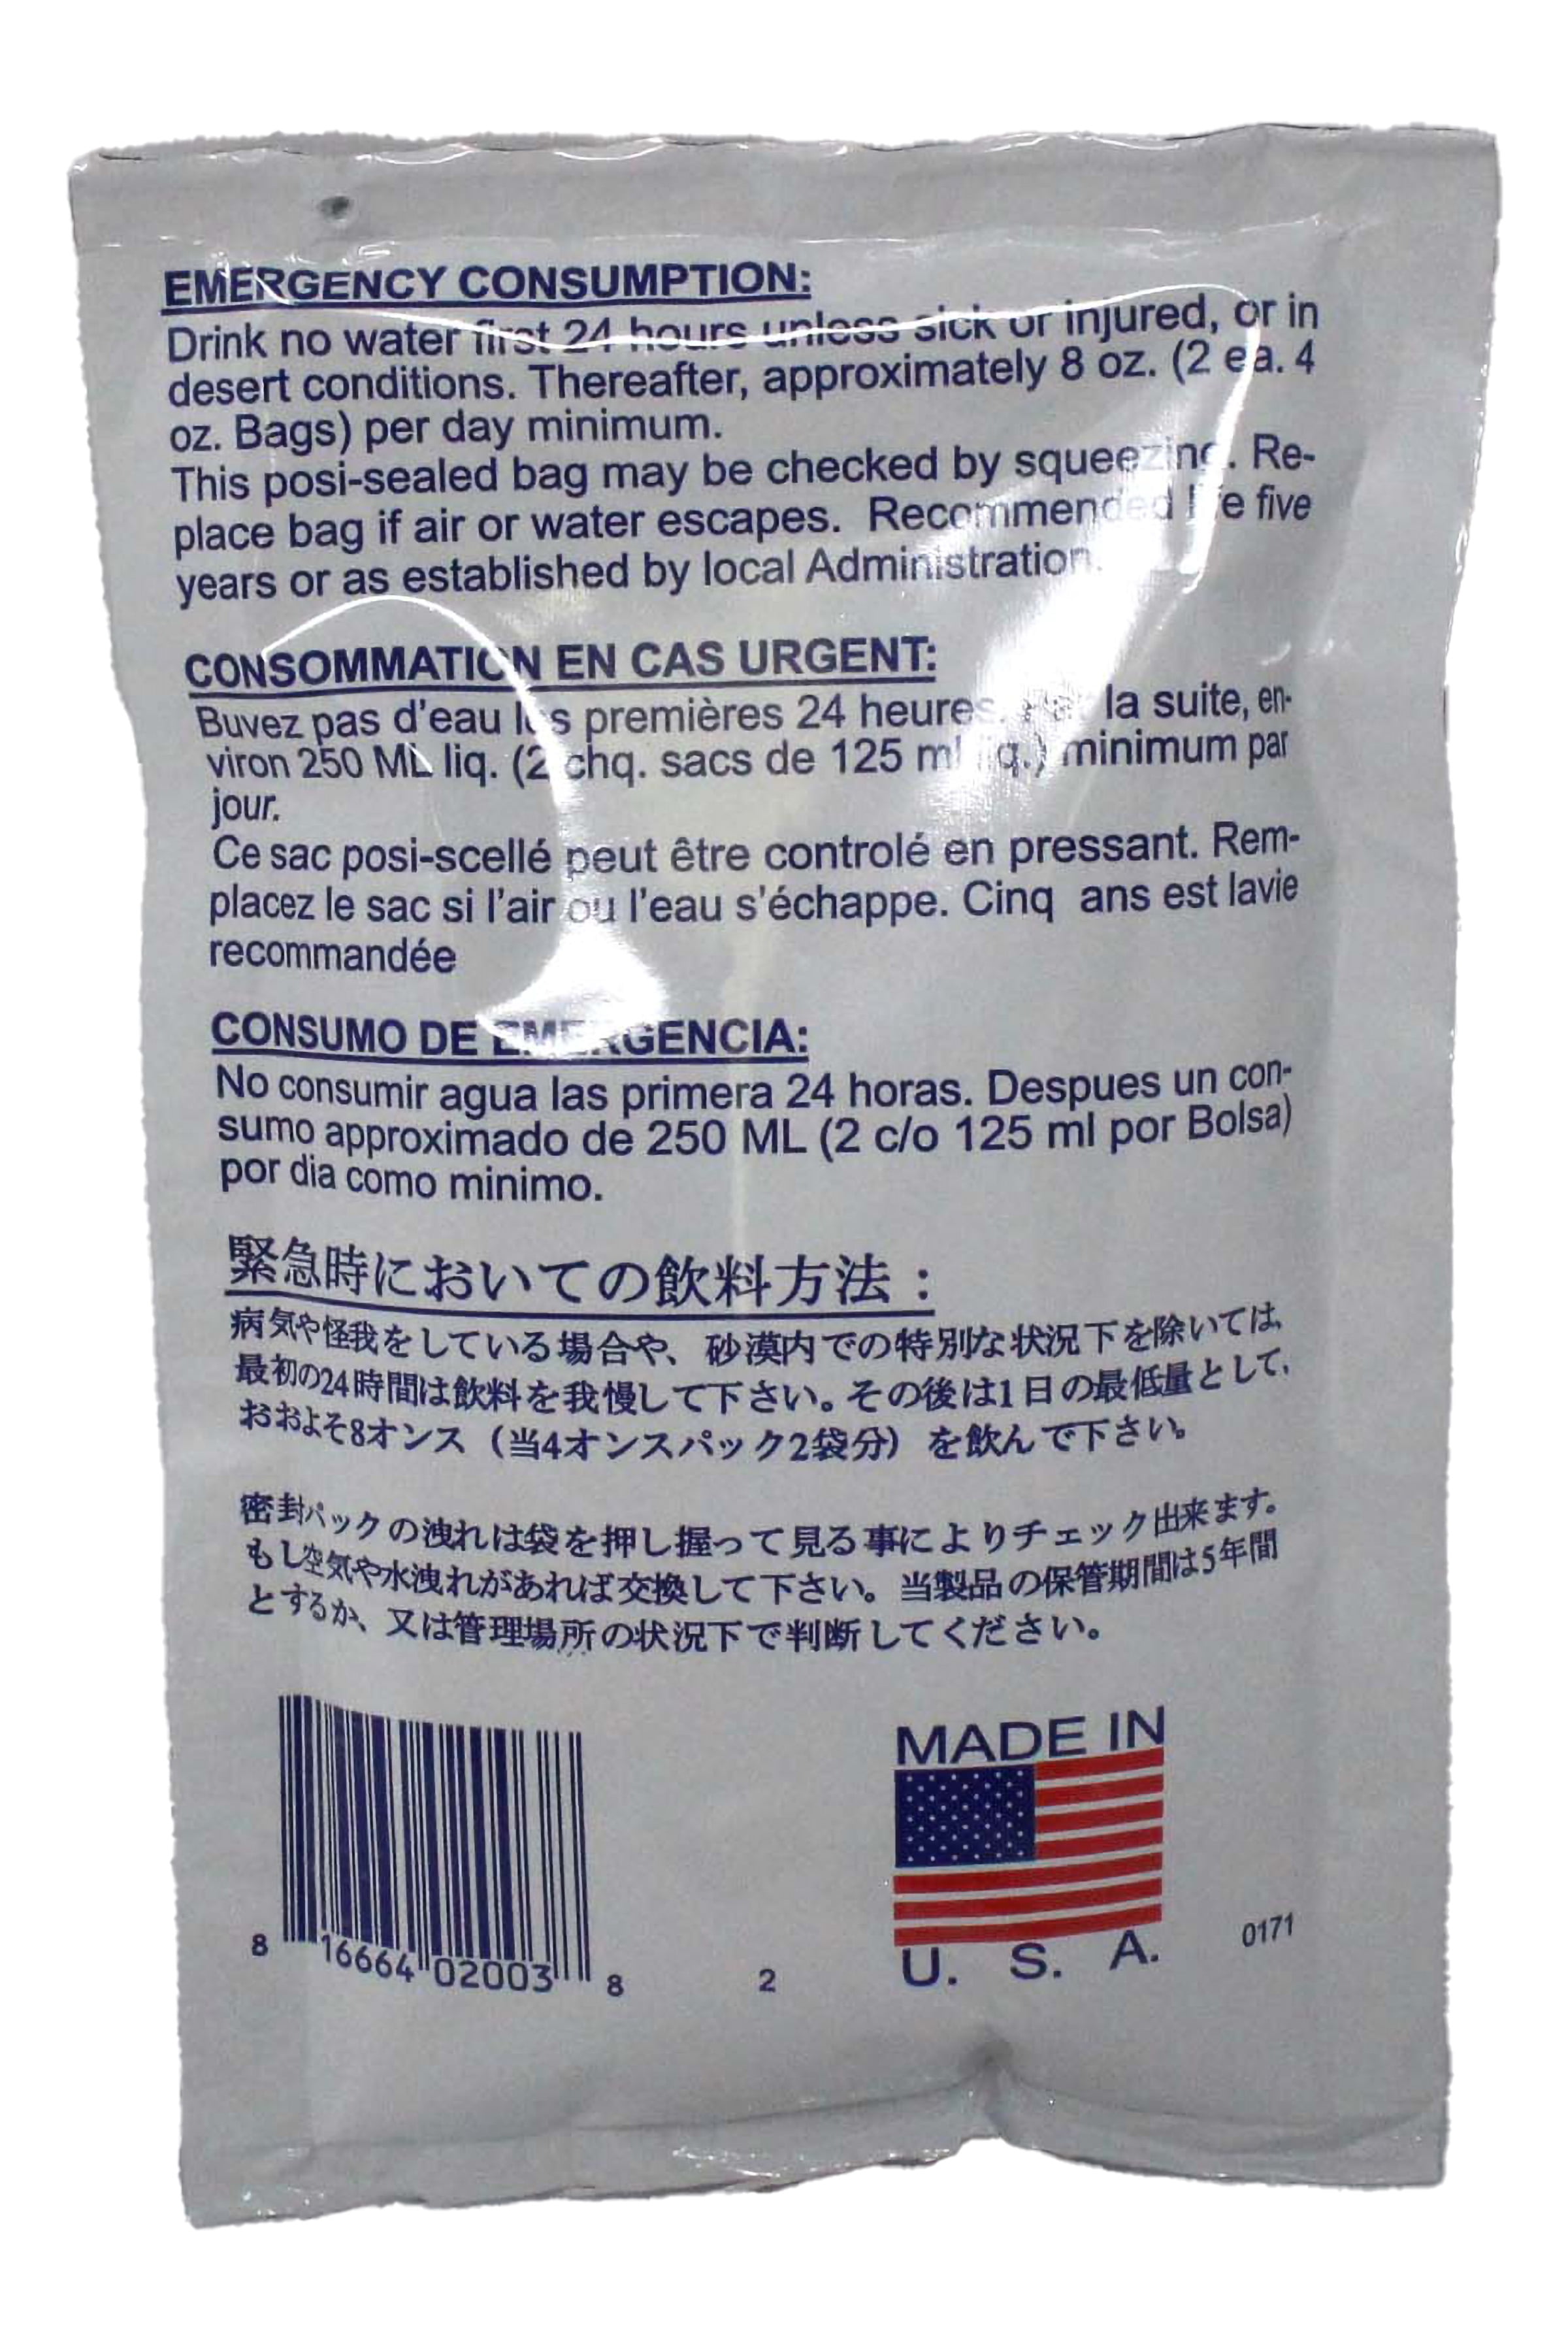 EMERGENCY CONSUMPTION:
Drink no water first 24 hours unless sick or injured, or in
desert conditions. Thereafter, approximately 8 oz. (2 ea. 4
oz. Bags) per day minimum.
This posi-sealed bag may be checked by squeezing. Re-
place bag if air or water escapes. Recommended life five
years or as established by local Administration.
CONSOMMATION EN CAS URGENT:
Buvez pas d'eau les premières 24 heures. Par la suite, en-
viron 250 ML liq. (2 chq. sacs de 125 ml liq.) minimum par
jour.
Ce sac posi-scellé peut être controlé en pressant. Rem-
placez le sac si l'air ou l'eau s'échappe. Cinq ans est lavie
recommandée
CONSUMO DE EMERGENCIA:
No consumir agua las primera 24 horas. Despues un con-
sumo approximado de 250 ML (2 c/o 125 ml por Bolsa)
por dia como minimo.
緊急時においての飲料方法：
病気や怪我をしている場合や、砂漠内での特別な状況下を除いては、
最初の24時間は飲料を我慢して下さい。その後は1日の最低量として、
おおよそ8オンス（当4オンスパック2袋分）を飲んで下さい。
密封パックの洩れは袋を押し握って見る事によりチェック出来ます。
もし空気や水洩れがあれば交換して下さい。当製品の保管期間は5年間
とするか、又は管理場所の状況下で判断してください。
MADE IN
U. S. A.
0171
8 16664 02003 8
2